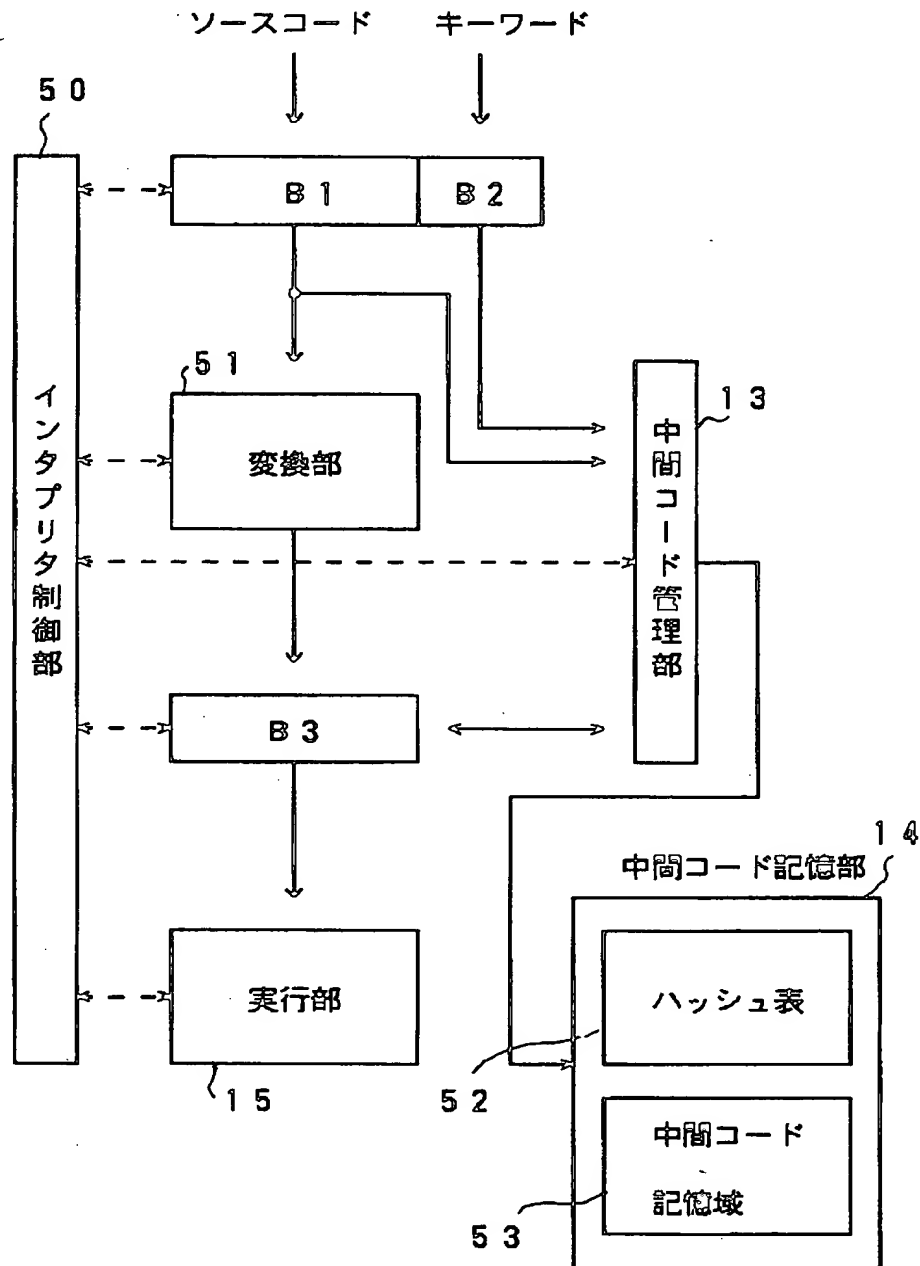 ソースコード
キーワード
50
B1
B2
51
変換部
13
インタプリタ制御部
中間コード管理部
B3
14
中間コード記憶部
実行部
15
ハッシュ表
52
中間コード
記憶域
53